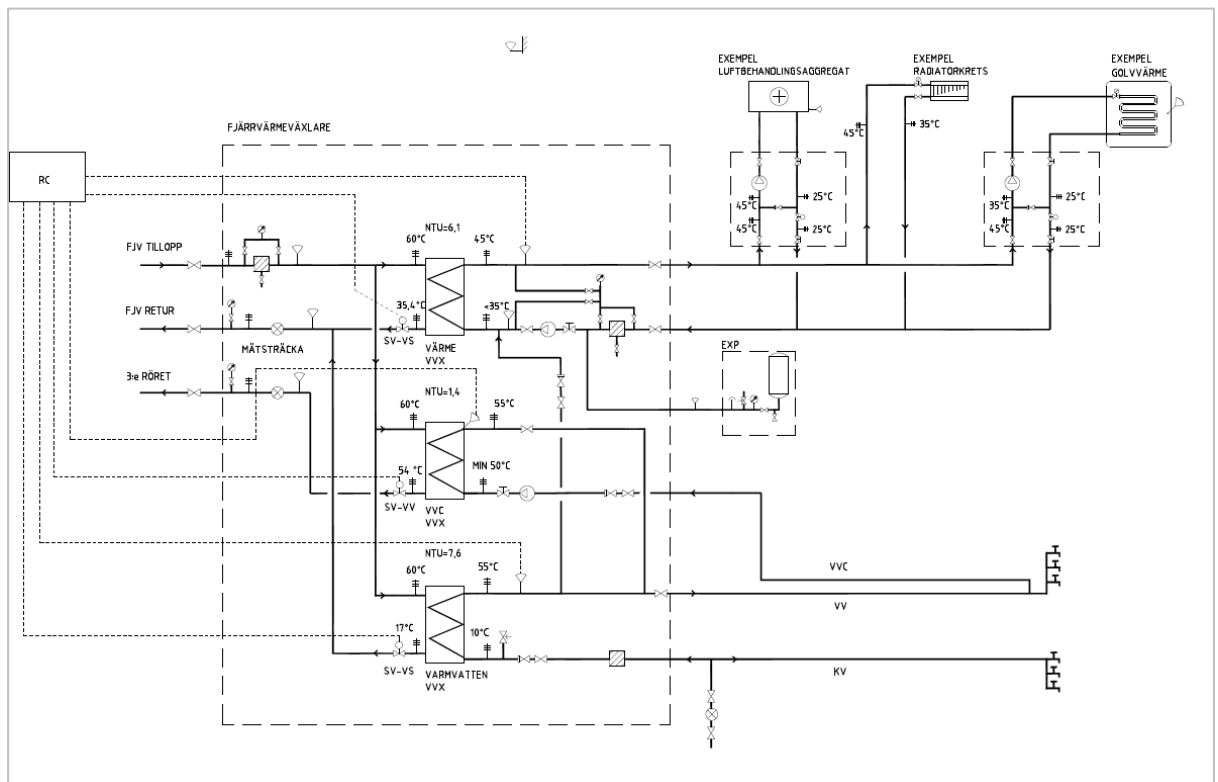 EXEMPEL
LUFTBEHANDLINGSAGGREGAT
EXEMPEL
RADIATORKRETS
EXEMPEL
GOLVVÄRME
FJÄRRVÄRMEVÄXLARE
RC
45°C
35°C
45°C
25°C
45°C
25°C
35°C
25°C
45°C
25°C
FJV TILLOPP
60°C
NTU=6,1
45°C
FJV RETUR
35,4°C
<35°C
SV-VS
VÄRME
VVX
MÄTSTRÄCKA
EXP
3:e RÖRET
60°C
NTU=1,4
55°C
54 °C
MIN 50°C
SV-VV
VVC
VVX
NTU=7,6
60°C
55°C
VVC
VV
17°C
10°C
SV-VS
VARMVATTEN
VVX
KV